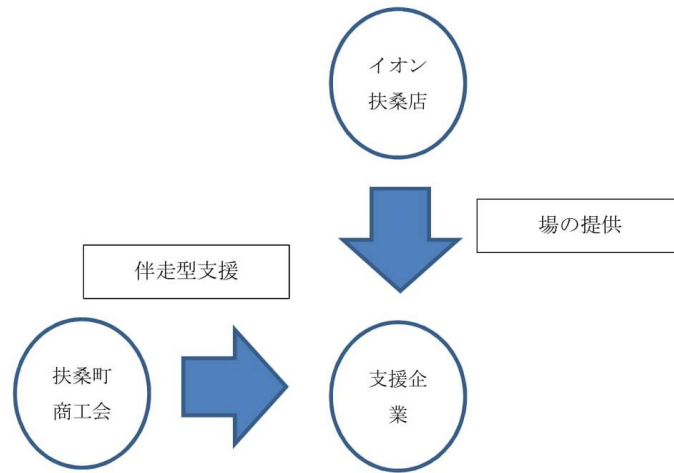 イオン
扶桑店
場の提供
伴走型支援
扶桑町
商工会
支援企
業